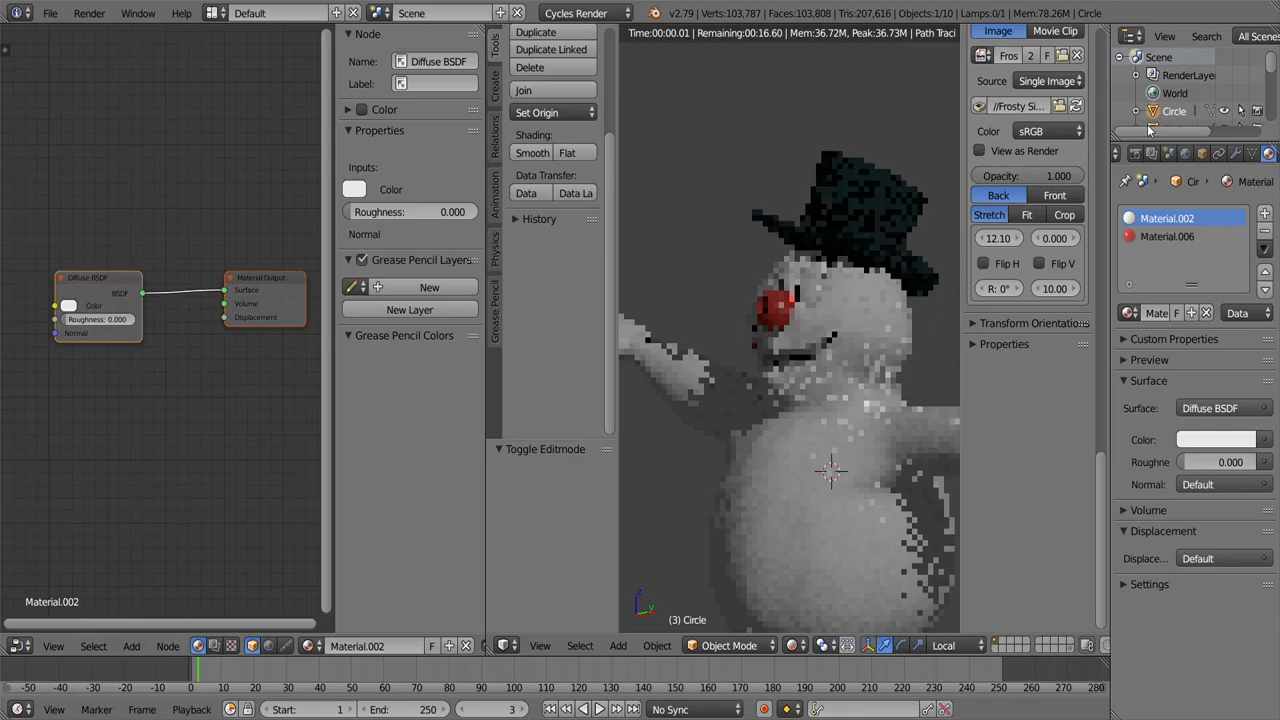 File Render Window Help Default Scene Cycles Render v2.79 | Verts:103,787 | Faces:103,808 | Tris:207,616 | Objects:1/10 | Lamps:0/1 | Mem:78.26M | Circle
Node
Name: Diffuse BSDF
Label:
Color
Properties
Inputs:
Color
Roughness: 0.000
Normal
Grease Pencil Layers
New
New Layer
Grease Pencil Colors
Diffuse BSDF
BSDF
Color
Roughness: 0.000
Normal
Material Output
Surface
Volume
Displacement
Material.002
View Select Add Node Material.002 F
Tools
Create
Relations
Animation
Physics
Grease Pencil
Duplicate
Duplicate Linked
Delete
Join
Set Origin
Shading:
Smooth Flat
Data Transfer:
Data Data La
History
Toggle Editmode
Time:00:00.01 | Remaining:00:16.60 | Mem:36.72M, Peak:36.73M | Path Traci
z
y
(3) Circle
View Select Add Object Object Mode Local
Image Movie Clip
Fros 2 F
Source Single Image
//Frosty Si...
Color sRGB
View as Render
Opacity: 1.000
Back Front
Stretch Fit Crop
12.10 0.000
Flip H Flip V
R: 0° 10.00
Transform Orientations
Properties
View Search All Scenes
Scene
RenderLayer
World
Circle
Cir Material
Material.002
Material.006
Mate F Data
Custom Properties
Preview
Surface
Surface: Diffuse BSDF
Color:
Roughne 0.000
Normal: Default
Volume
Displacement
Displace... Default
Settings
-50 -40 -30 -20 -10 0 10 20 30 40 50 60 70 80 90 100 110 120 130 140 150 160 170 180 190 200 210 220 230 240 250 260 270 280
View Marker Frame Playback Start: 1 End: 250 3 No Sync